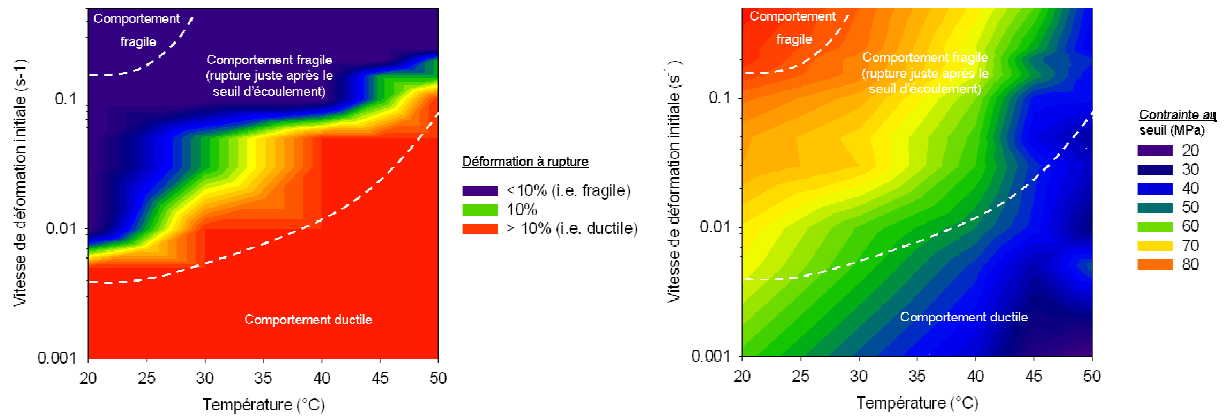 Comportement
fragile
Comportement fragile
(rupture juste après le
seuil d'écoulement)
Comportement ductile
Vitesse de déformation initiale (s-1)
0.1
0.01
0.001
20
25
30
35
40
45
50
Température (°C)
Déformation à rupture
<10% (i.e. fragile)
10%
> 10% (i.e. ductile)
Comportement
fragile
Comportement fragile
(rupture juste après le
seuil d'écoulement)
Comportement ductile
Vitesse de déformation initiale (s-1)
0.1
0.01
0.001
20
25
30
35
40
45
50
Température (°C)
Contrainte au
seuil (MPa)
20
30
40
50
60
70
80